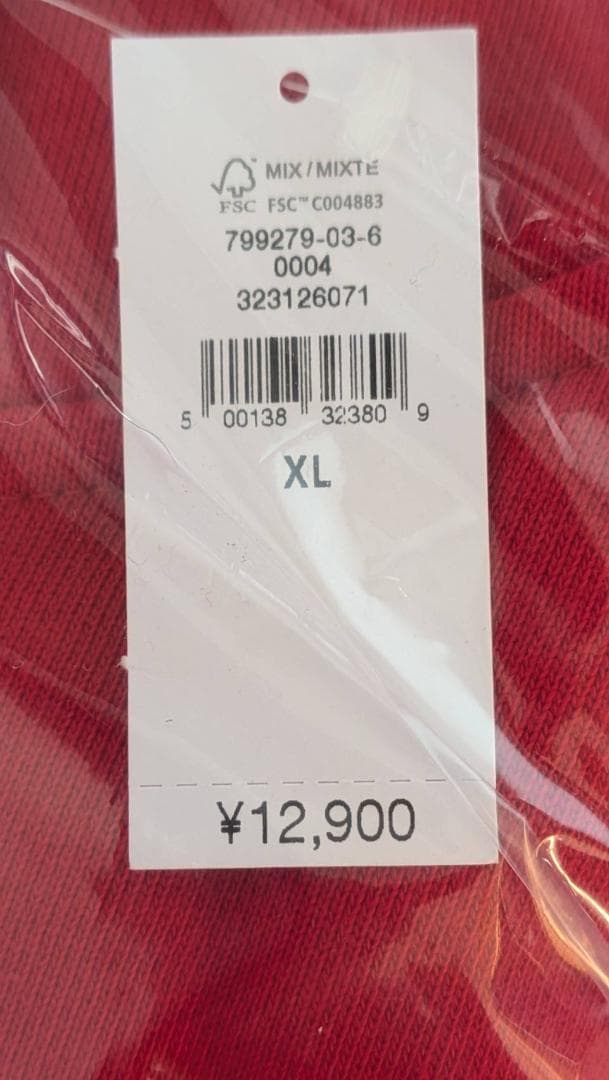 MIX/MIXTE
FSC FSC™ C004883
799279-03-6
0004
323126071
5 00138 32380 9
XL
¥12,900